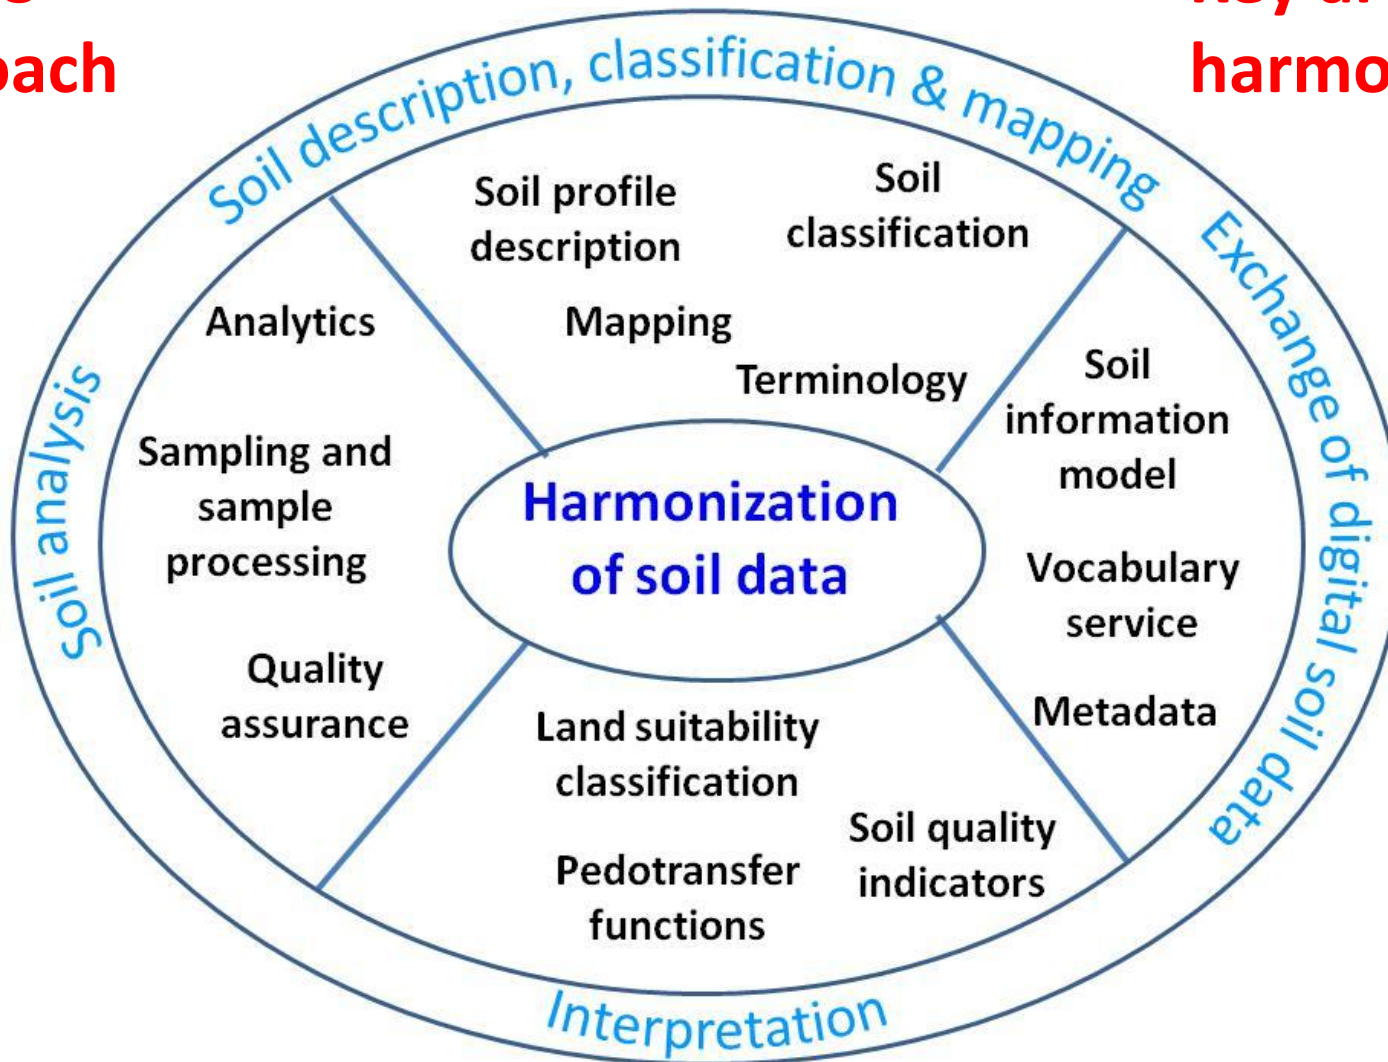 oach
harmo
Soil description, classification & mapping
Exchange of digital soil data
Soil analysis
Interpretation
Soil profile
description
Soil
classification
Mapping
Terminology
Analytics
Sampling and
sample
processing
Quality
assurance
Harmonization
of soil data
Soil
information
model
Vocabulary
service
Metadata
Land suitability
classification
Pedotransfer
functions
Soil quality
indicators